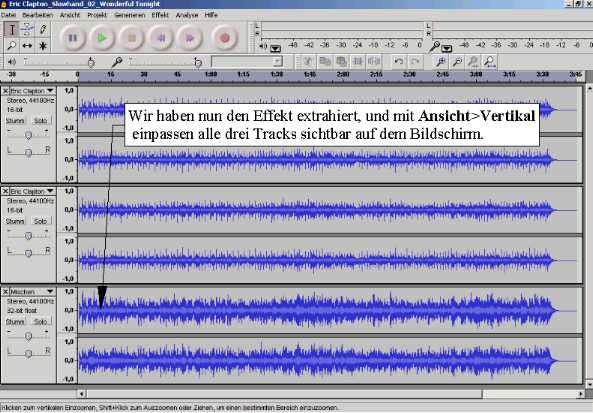 Eric_Clapton_Slowhand_02_Wonderful Tonight
Datei Bearbeiten Ansicht Projekt Generieren Effekt Analyse Hilfe
L
R
-48 -42 -36 -30 -24 -18 -12 -6 0
-48 -42 -36 -30 -24 -18 -12 -6 0
-30 -15 0 15 30 45 1:00 1:15 1:30 1:45 2:00 2:15 2:30 2:45 3:00 3:15 3:30 3:45
Eric Clapton
Stereo, 44100Hz
16-bit
Stumm Solo
- +
L R
1,0
0,0
-1,0
1,0
0,0
-1,0
Wir haben nun den Effekt extrahiert, und mit Ansicht>Vertikal
einpassen alle drei Tracks sichtbar auf dem Bildschirm.
Eric Clapton
Stereo, 44100Hz
16-bit
Stumm Solo
- +
L R
1,0
0,0
-1,0
1,0
0,0
-1,0
Mischen
Stereo, 44100Hz
32-bit float
Stumm Solo
- +
L R
1,0
0,0
-1,0
1,0
0,0
-1,0
Klicken zum vertikalen Einzoomen, Shift+Klick zum Auszoomen oder Ziehen, um einen bestimmten Bereich einzuzoomen.